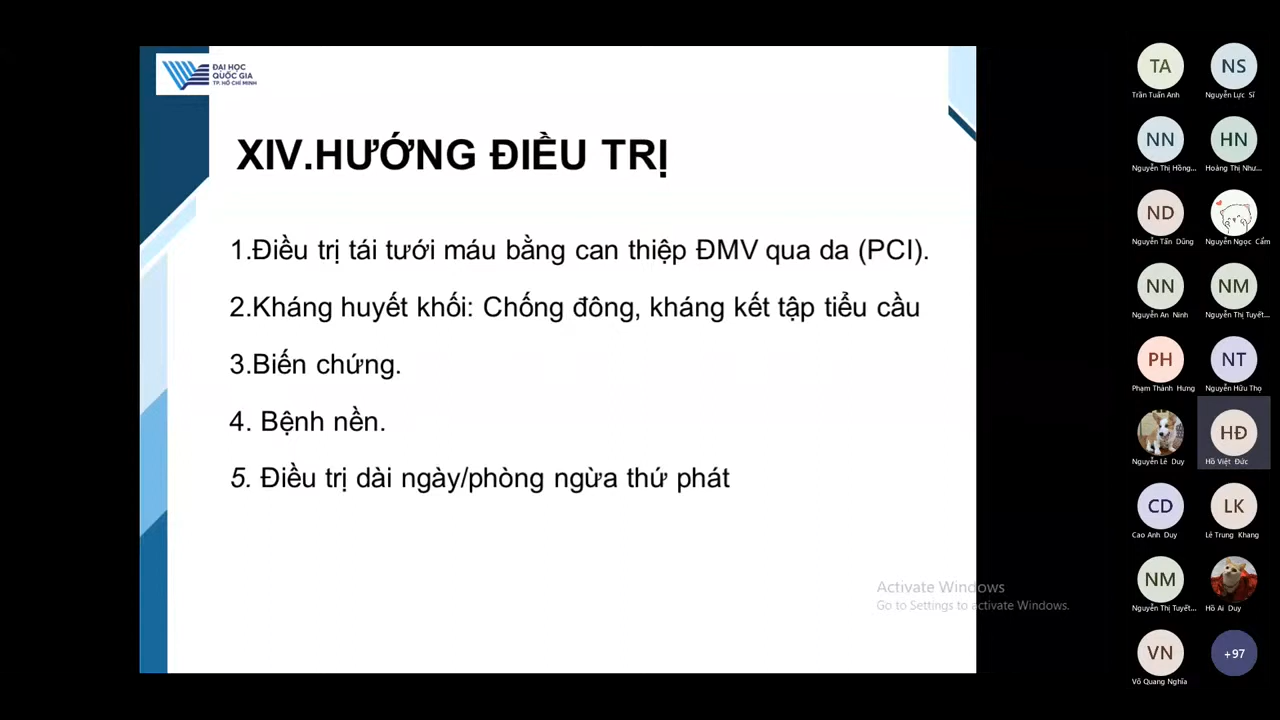 ĐẠI HỌC
QUỐC GIA
TP. HỒ CHÍ MINH
XIV.HƯỚNG ĐIỀU TRỊ
1.Điều trị tái tưới máu bằng can thiệp ĐMV qua da (PCI).
2.Kháng huyết khối: Chống đông, kháng kết tập tiểu cầu
3.Biến chứng.
4. Bệnh nền.
5. Điều trị dài ngày/phòng ngừa thứ phát
Activate Windows
Go to Settings to activate Windows.
TA NS
Trần Tuấn Anh Nguyễn Lực Sĩ
NN HN
Nguyễn Thị Hồng... Hoàng Thị Như...
ND
Nguyễn Tấn Dũng Nguyễn Ngọc Cẩm
NN NM
Nguyễn An Ninh Nguyễn Thị Tuyết...
PH NT
Phạm Thành Hưng Nguyễn Hữu Thọ
HĐ
Nguyễn Lê Duy Hồ Việt Đức
CD LK
Cao Anh Duy Lê Trung Khang
NM
Nguyễn Thị Tuyết... Hồ Ái Duy
VN +97
Võ Quang Nghĩa